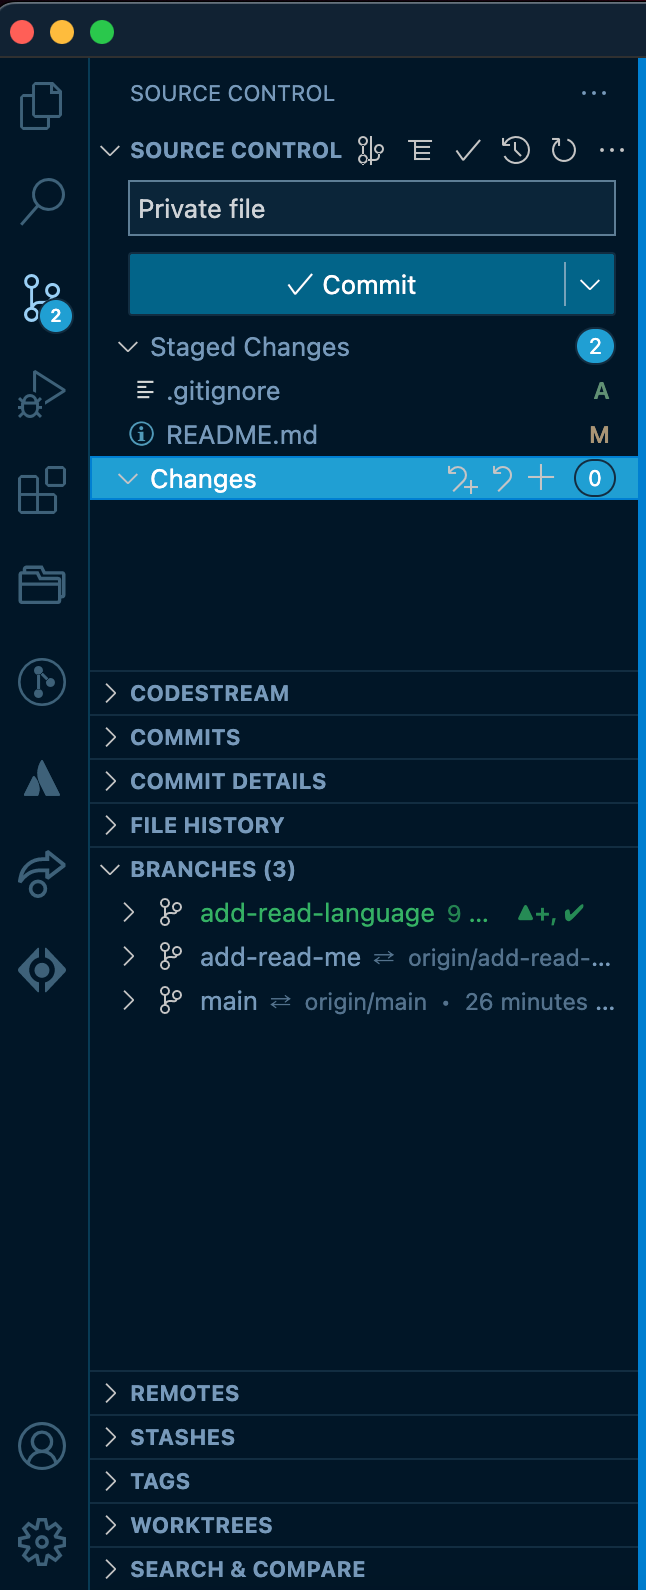 SOURCE CONTROL
SOURCE CONTROL
Private file
Commit
2
Staged Changes 2
.gitignore A
README.md M
Changes 0
CODESTREAM
COMMITS
COMMIT DETAILS
FILE HISTORY
BRANCHES (3)
add-read-language 9 ... +, ✔
add-read-me ⇄ origin/add-read-...
main ⇄ origin/main • 26 minutes ...
REMOTES
STASHES
TAGS
WORKTREES
SEARCH & COMPARE